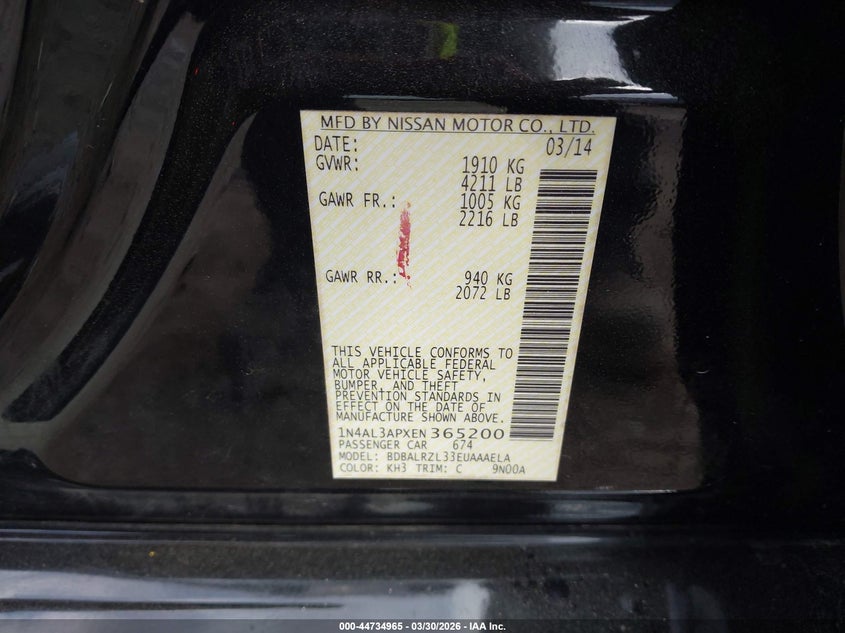 MFD BY NISSAN MOTOR CO., LTD.
DATE: 03/14
GVWR: 1910 KG
4211 LB
GAWR FR.: 1005 KG
2216 LB
GAWR RR.: 940 KG
2072 LB
THIS VEHICLE CONFORMS TO
ALL APPLICABLE FEDERAL
MOTOR VEHICLE SAFETY,
BUMPER, AND THEFT
PREVENTION STANDARDS IN
EFFECT ON THE DATE OF
MANUFACTURE SHOWN ABOVE.
1N4AL3APXEN365200
PASSENGER CAR 674
MODEL: BDBALRZL33EUAAAELA
COLOR: KH3 TRIM: C 9N00A
000-44734965 - 03/30/2026 - IAA Inc.